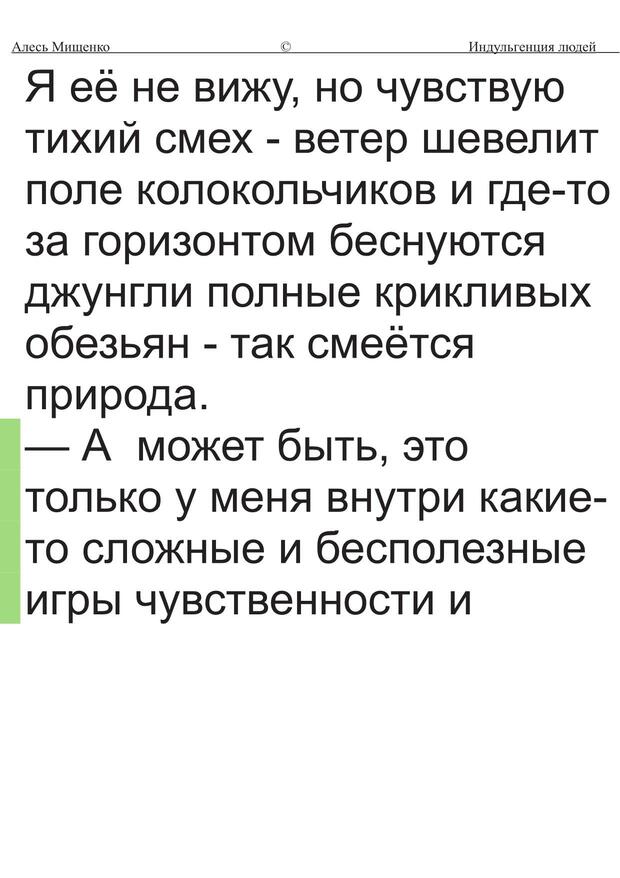 Алесь Мищенко © Индульгенция людей
Я её не вижу, но чувствую
тихий смех - ветер шевелит
поле колокольчиков и где-то
за горизонтом беснуются
джунгли полные крикливых
обезьян - так смеётся
природа.
— А  может быть, это
только у меня внутри какие-
то сложные и бесполезные
игры чувственности и